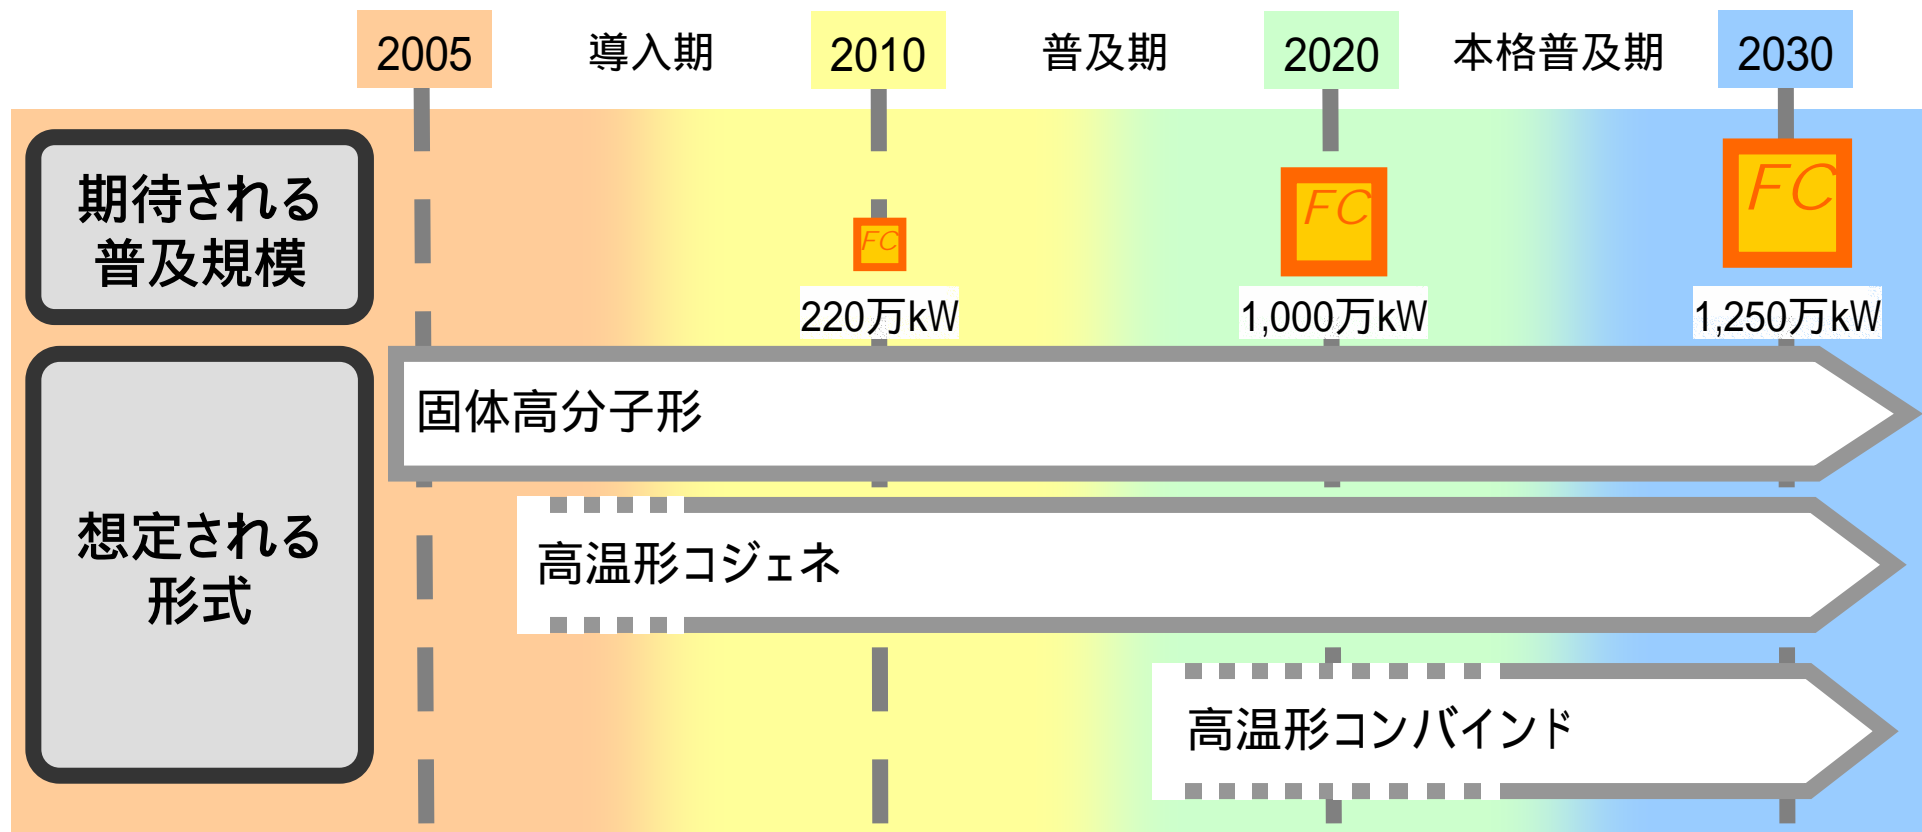 2005 導入期 2010 普及期 2020 本格普及期 2030
期待される
普及規模
FC
FC
FC
220万kW
1,000万kW
1,250万kW
想定される
形式
固体高分子形
高温形コジェネ
高温形コンバインド